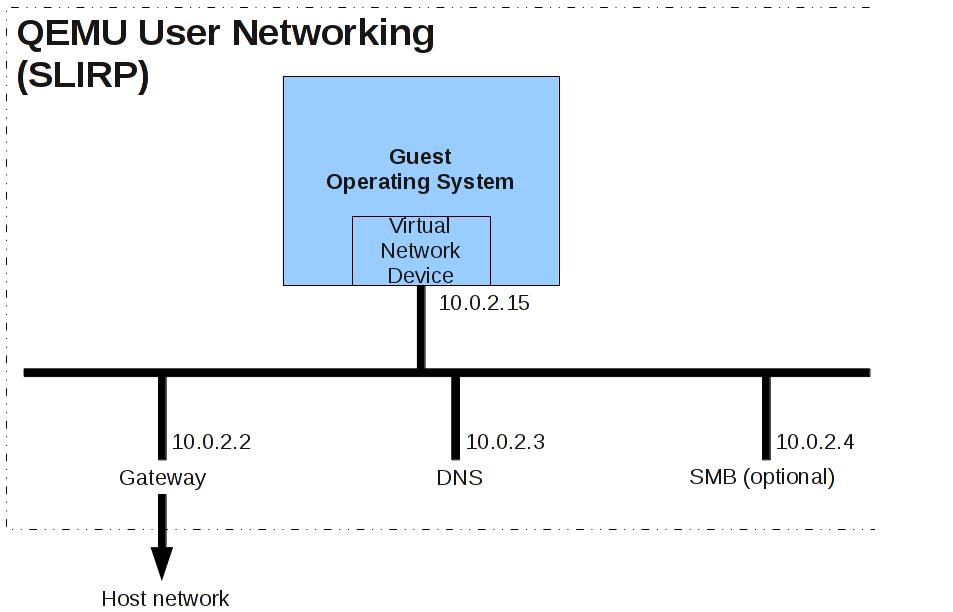 QEMU User Networking
(SLIRP)
Guest
Operating System
Virtual
Network
Device
10.0.2.15
10.0.2.2
10.0.2.3
10.0.2.4
Gateway
DNS
SMB (optional)
Host network